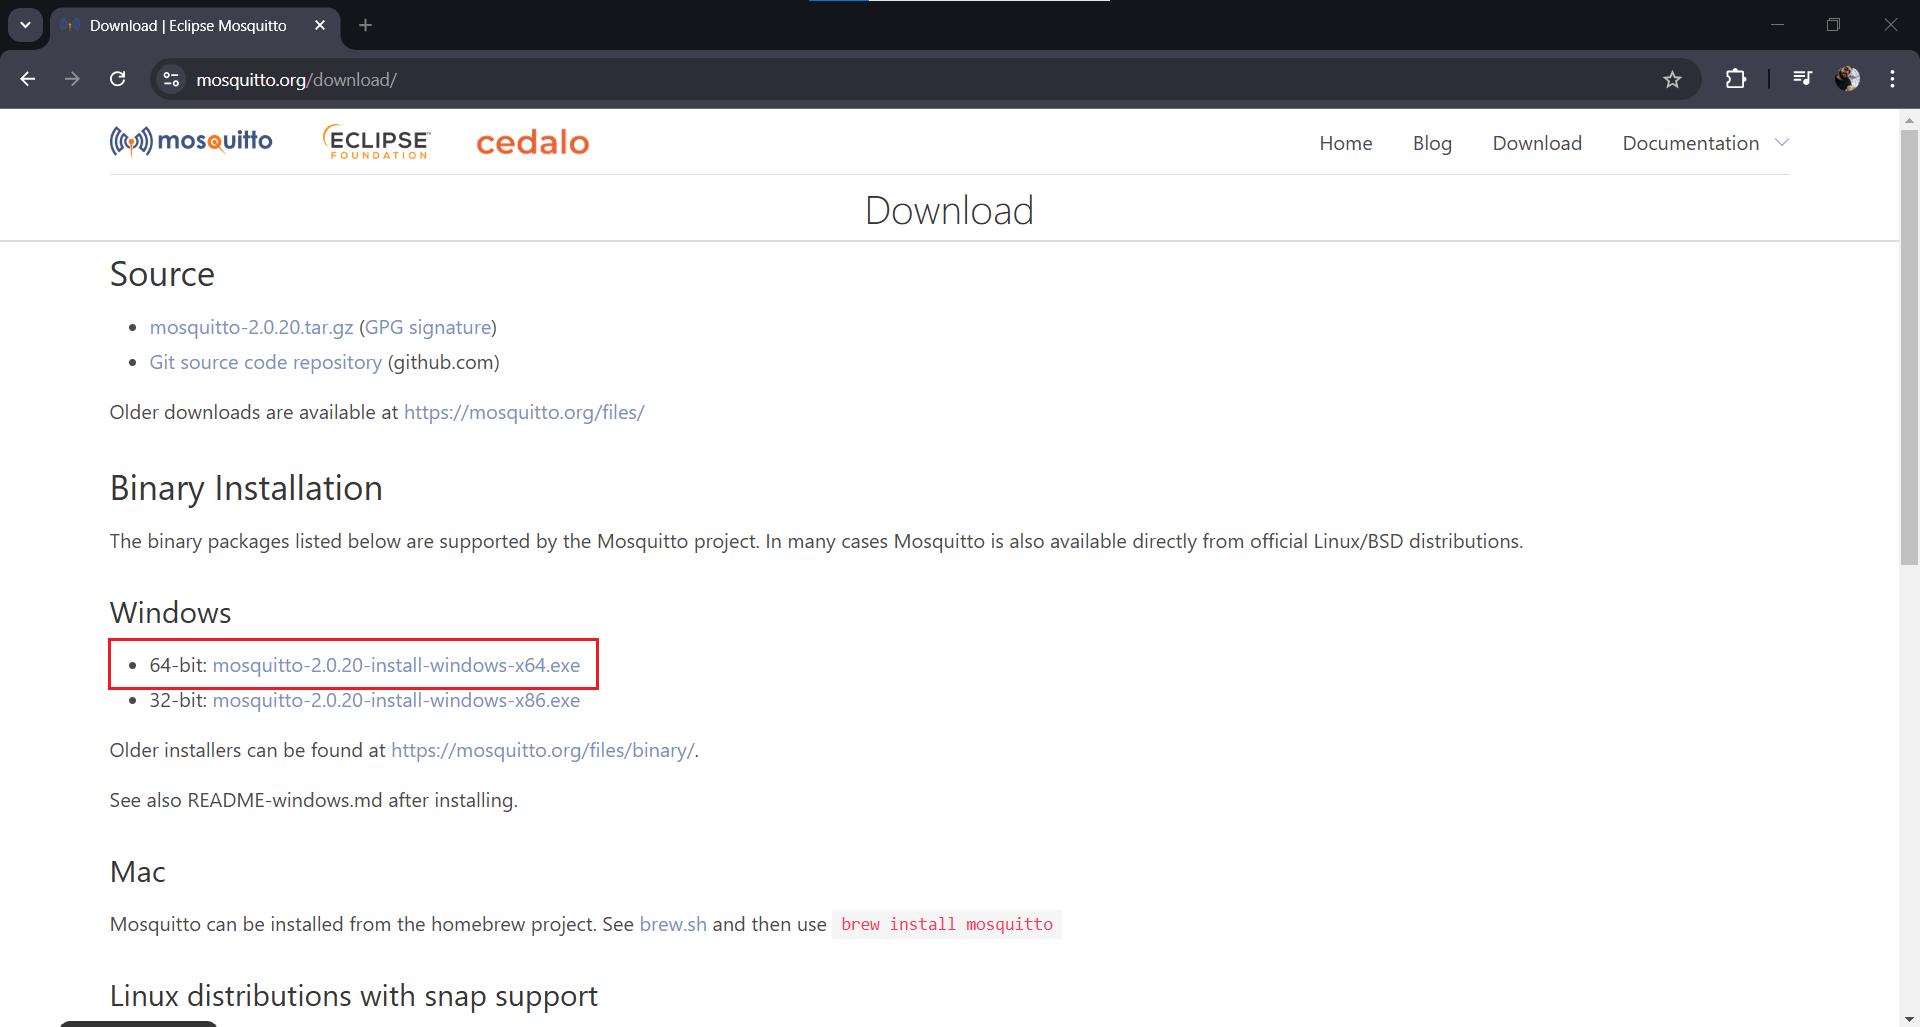 Download | Eclipse Mosquitto
mosquitto.org/download/
mosquitto
ECLIPSE
FOUNDATION
cedalo
Home
Blog
Download
Documentation
Download
Source
mosquitto-2.0.20.tar.gz (GPG signature)
Git source code repository (github.com)
Older downloads are available at https://mosquitto.org/files/
Binary Installation
The binary packages listed below are supported by the Mosquitto project. In many cases Mosquitto is also available directly from official Linux/BSD distributions.
Windows
64-bit: mosquitto-2.0.20-install-windows-x64.exe
32-bit: mosquitto-2.0.20-install-windows-x86.exe
Older installers can be found at https://mosquitto.org/files/binary/.
See also README-windows.md after installing.
Mac
Mosquitto can be installed from the homebrew project. See brew.sh and then use brew install mosquitto
Linux distributions with snap support